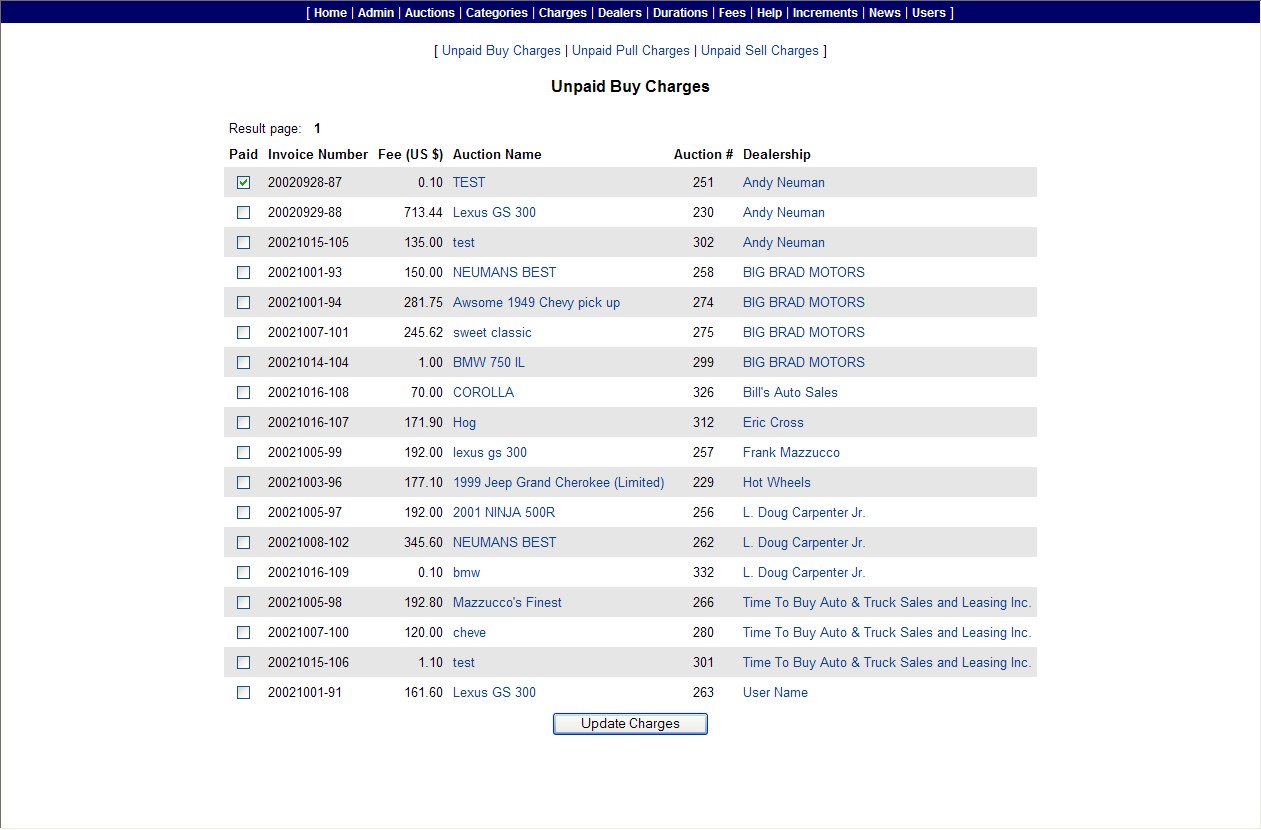 [ Home | Admin | Auctions | Categories | Charges | Dealers | Durations | Fees | Help | Increments | News | Users ]
[ Unpaid Buy Charges | Unpaid Pull Charges | Unpaid Sell Charges ]
Unpaid Buy Charges
Result page: 1
Paid Invoice Number Fee (US $) Auction Name Auction # Dealership
20020928-87 0.10 TEST 251 Andy Neuman
20020929-88 713.44 Lexus GS 300 230 Andy Neuman
20021015-105 135.00 test 302 Andy Neuman
20021001-93 150.00 NEUMANS BEST 258 BIG BRAD MOTORS
20021001-94 281.75 Awsome 1949 Chevy pick up 274 BIG BRAD MOTORS
20021007-101 245.62 sweet classic 275 BIG BRAD MOTORS
20021014-104 1.00 BMW 750 IL 299 BIG BRAD MOTORS
20021016-108 70.00 COROLLA 326 Bill's Auto Sales
20021016-107 171.90 Hog 312 Eric Cross
20021005-99 192.00 lexus gs 300 257 Frank Mazzucco
20021003-96 177.10 1999 Jeep Grand Cherokee (Limited) 229 Hot Wheels
20021005-97 192.00 2001 NINJA 500R 256 L. Doug Carpenter Jr.
20021008-102 345.60 NEUMANS BEST 262 L. Doug Carpenter Jr.
20021016-109 0.10 bmw 332 L. Doug Carpenter Jr.
20021005-98 192.80 Mazzucco's Finest 266 Time To Buy Auto & Truck Sales and Leasing Inc.
20021007-100 120.00 cheve 280 Time To Buy Auto & Truck Sales and Leasing Inc.
20021015-106 1.10 test 301 Time To Buy Auto & Truck Sales and Leasing Inc.
20021001-91 161.60 Lexus GS 300 263 User Name
Update Charges